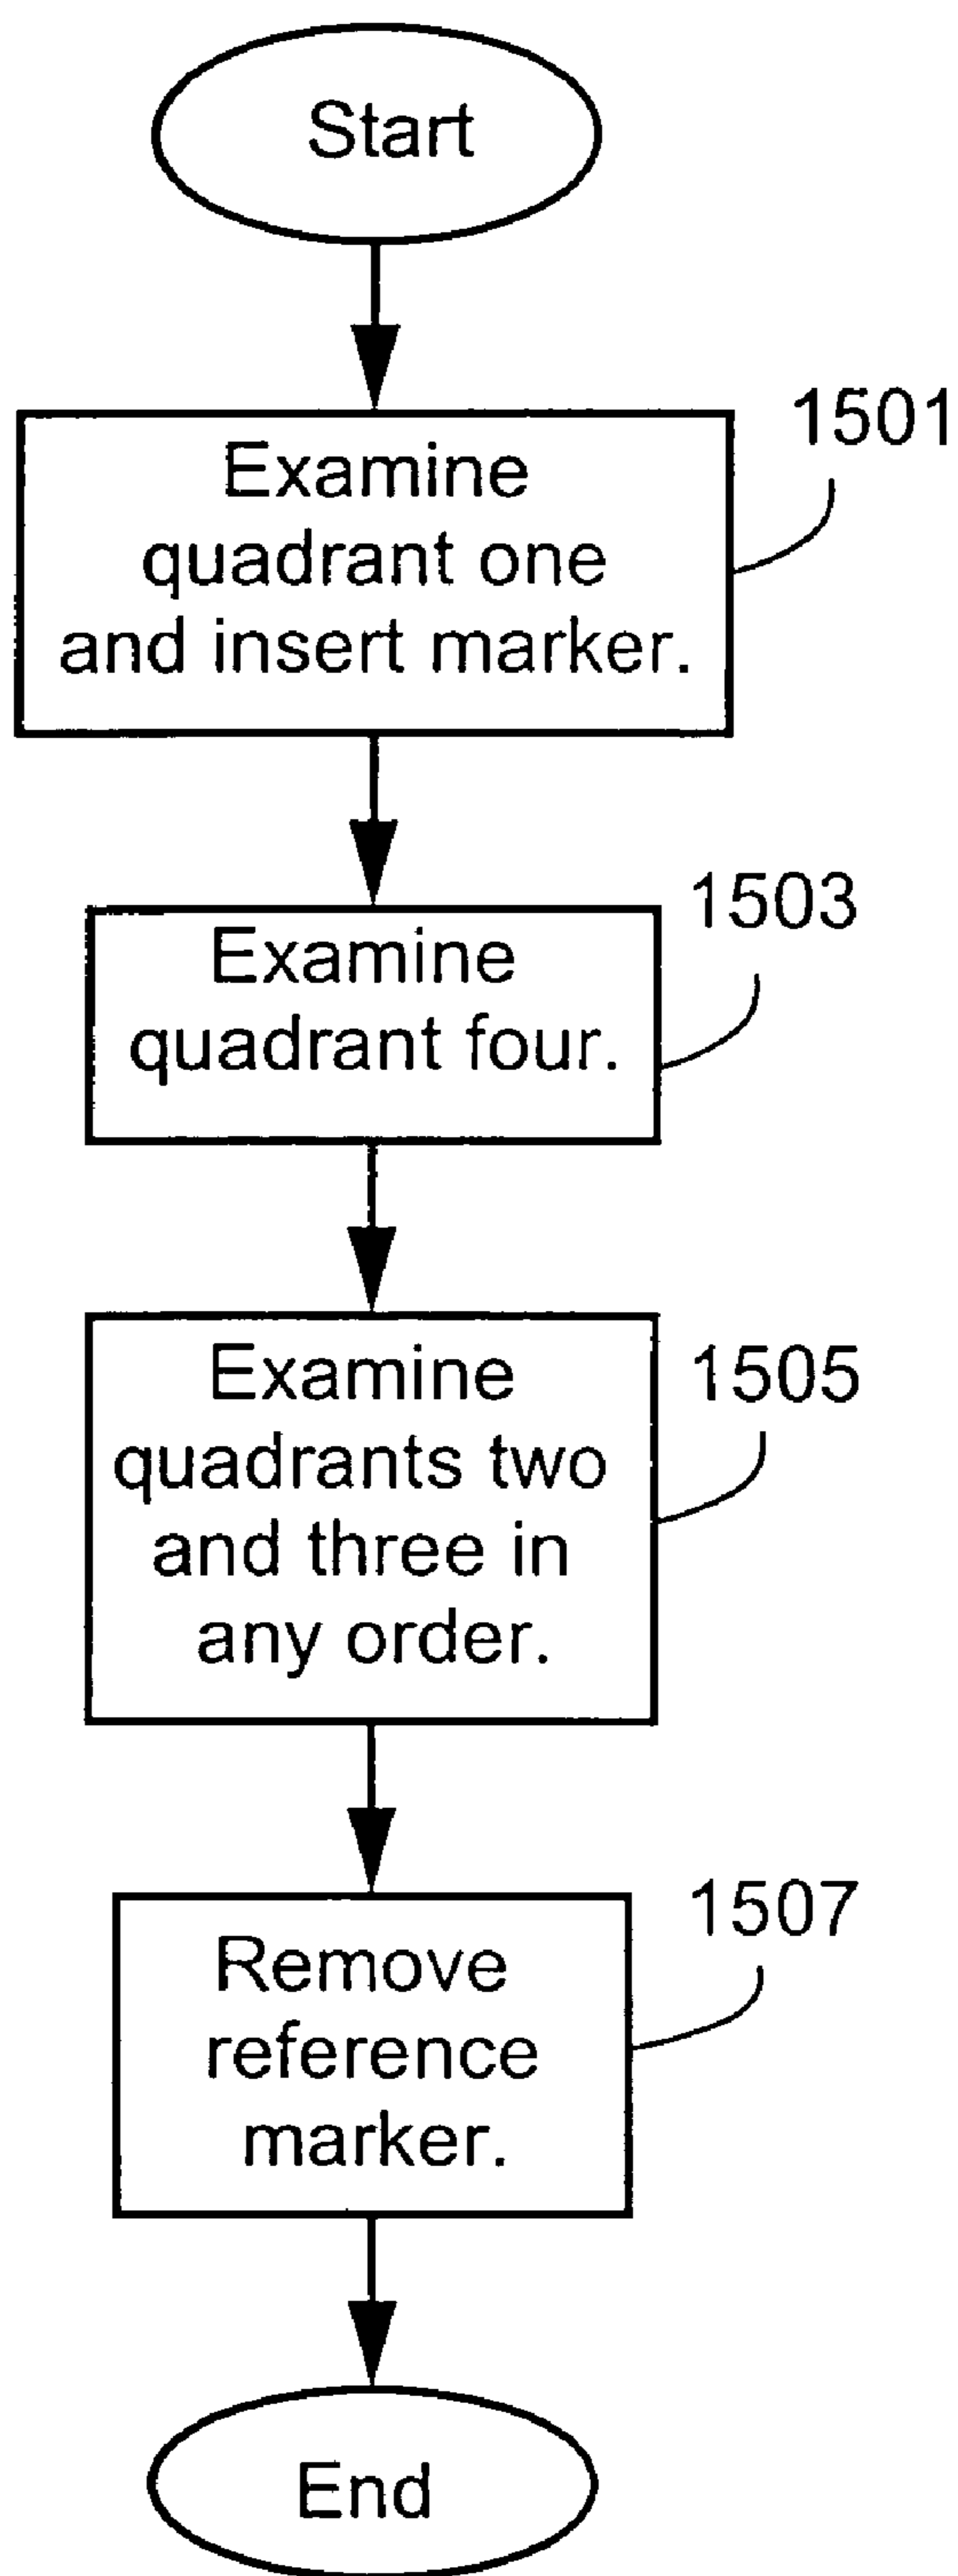 Start
1501
Examine
quadrant one
and insert marker.
1503
Examine
quadrant four.
1505
Examine
quadrants two
and three in
any order.
1507
Remove
reference
marker.
End